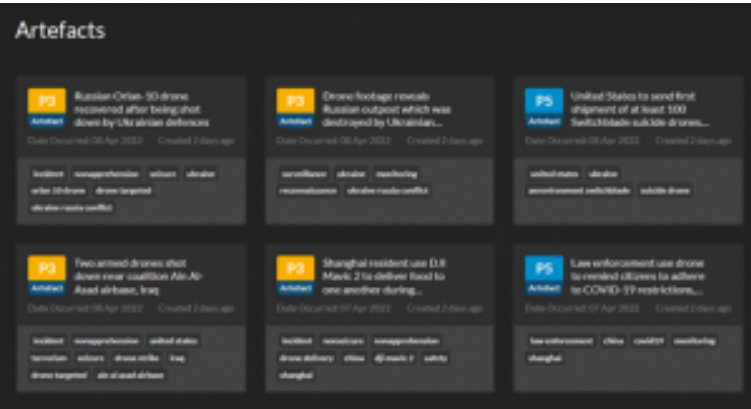 Artefacts
P3
Artefact
Russian Orlan-10 drone
recovered after being shot
down by Ukrainian defences
Date Occurred: 08 Apr 2022 Created 2 days ago
incident nonapprehension seizure ukraine
orlan 10 drone drone targeted
ukraine-russia conflict
P3
Artefact
Drone footage reveals
Russian outpost which was
destroyed by Ukrainian...
Date Occurred: 08 Apr 2022 Created 2 days ago
surveillance ukraine monitoring
reconnaissance ukraine-russia conflict
P5
Artefact
United States to send first
shipment of at least 100
Switchblade suicide drones...
Date Occurred: 08 Apr 2022 Created 2 days ago
united states ukraine
aerovironment switchblade suicide drone
P3
Artefact
Two armed drones shot
down near coalition Ain Al-
Asad airbase, Iraq
Date Occurred: 08 Apr 2022 Created 2 days ago
incident nonapprehension united states
terrorism seizure drone strike iraq
drone targeted ain al asad airbase
P3
Artefact
Shanghai resident use DJI
Mavic 2 to deliver food to
one another during...
Date Occurred: 07 Apr 2022 Created 2 days ago
incident nonseizure nonapprehension
drone delivery china dji mavic 2 safety
shanghai
P5
Artefact
Law enforcement use drone
to remind citizens to adhere
to COVID-19 restrictions,...
Date Occurred: 07 Apr 2022 Created 2 days ago
law enforcement china covid19 monitoring
shanghai